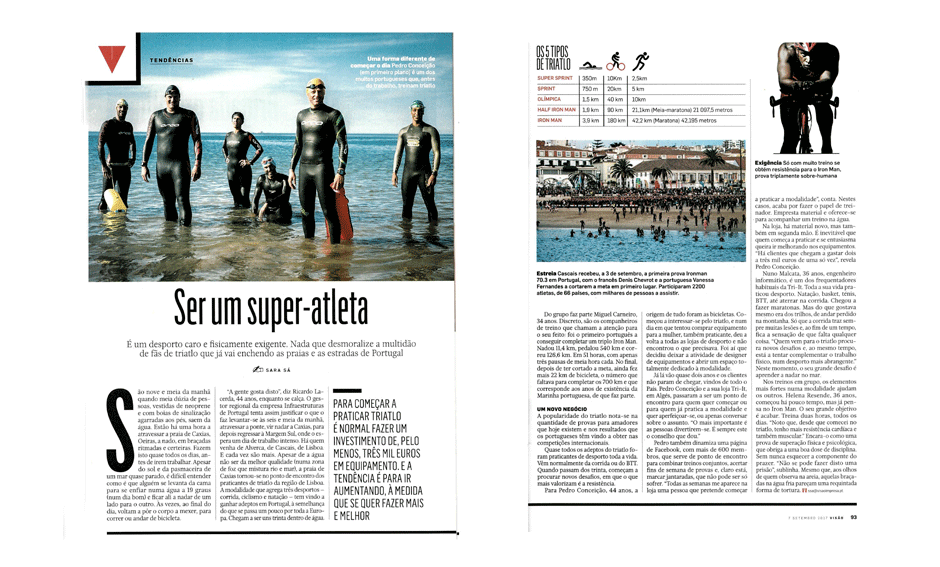 TENDÊNCIAS
Uma forma diferente de
começar o dia Pedro Conceição
(em primeiro plano) é um dos
muitos portugueses que, antes
do trabalho, treinam triatlo
Ser um super-atleta
É um desporto caro e fisicamente exigente. Nada que desmoralize a multidão
de fãs de triatlo que já vai enchendo as praias e as estradas de Portugal
SARA SÁ
São nove e meia da manhã
quando meia dúzia de pes-
soas, vestidas de neoprene
e com boias de sinalização
agarradas aos pés, saem da
água. Estão há uma hora a
atravessar a praia de Caxias,
Oeiras, a nado, em braçadas
ritmadas e certeiras. Fazem
isto quase todos os dias, an-
tes de irem trabalhar. Apesar
do sol e da pasmaceira de
um mar quase parado, é difícil entender
como é que alguém se levanta da cama
para se enfiar numa água a 19 graus
(num dia bom) e ficar ali a nadar de um
lado para o outro. Às vezes, ao final do
dia, voltam a pôr o corpo a mexer, para
correr ou andar de bicicleta.
"A gente gosta disto", diz Ricardo La-
cerda, 44 anos, enquanto se calça. O ges-
tor regional da empresa Infraestruturas
de Portugal tenta assim justificar o que o
faz levantar-se às seis e meia da manhã,
atravessar a ponte, vir nadar a Caxias, para
depois regressar à Margem Sul, onde o es-
pera um dia de trabalho intenso. Há quem
venha de Alverca, de Cascais, de Lisboa.
E cada vez são mais. Apesar de a água
não ser da melhor qualidade (numa zona
de foz que mistura rio e mar), a praia de
Caxias tornou-se no ponto de encontro dos
praticantes de triatlo da região de Lisboa.
A modalidade que agrega três desportos –
corrida, ciclismo e natação – tem vindo a
ganhar adeptos em Portugal, à semelhança
do que se passa um pouco por toda a Euro-
pa. Chegam a ser uns trinta dentro de água.
PARA COMEÇAR A
PRATICAR TRIATLO
É NORMAL FAZER UM
INVESTIMENTO DE, PELO
MENOS, TRÊS MIL EUROS
EM EQUIPAMENTO. E A
TENDÊNCIA É PARA IR
AUMENTANDO, À MEDIDA
QUE SE QUER FAZER MAIS
E MELHOR
OS 5 TIPOS
DE TRIATLO
SUPER SPRINT 350m 10Km 2,5km
SPRINT 750 m 20km 5 km
OLÍMPICA 1,5 km 40 km 10km
HALF IRON MAN 1,9 km 90 km 21,1km (Meia-maratona) 21 097,5 metros
IRON MAN 3,9 km 180 km 42,2 km (Maratona) 42,195 metros
Estreia Cascais recebeu, a 3 de setembro, a primeira prova Ironman
70.3 em Portugal, com o francês Denis Chevrot e a portuguesa Vanessa
Fernandes a cortarem a meta em primeiro lugar. Participaram 2200
atletas, de 66 países, com milhares de pessoas a assistir.
Exigência Só com muito treino se
obtém resistência para o Iron Man,
prova triplamente sobre-humana
Do grupo faz parte Miguel Carneiro,
34 anos. Discreto, são os companheiros
de treino que chamam a atenção para
o seu feito: foi o primeiro português a
conseguir completar um triplo Iron Man.
Nadou 11,4 km, pedalou 540 km e cor-
reu 126,6 km. Em 51 horas, com apenas
três pausas de meia hora cada. No final,
depois de ter cortado a meta, ainda fez
mais 22 km de bicicleta, o número que
faltava para completar os 700 km e que
corresponde aos anos de existência da
Marinha portuguesa, de que faz parte.
UM NOVO NEGÓCIO
A popularidade do triatlo nota-se na
quantidade de provas para amadores
que hoje existem e nos resultados que
os portugueses têm vindo a obter nas
competições internacionais.
Quase todos os adeptos do triatlo fo-
ram praticantes de desporto toda a vida.
Vêm normalmente da corrida ou do BTT.
Quando passam dos trinta, começam a
procurar novos desafios, em que o que
mais valorizam é a resistência.
Para Pedro Conceição, 44 anos, a
origem de tudo foram as bicicletas. Co-
meçou a interessar-se pelo triatlo, e num
dia em que tentou comprar equipamento
para a mulher, também praticante, deu a
volta a todas as lojas de desporto e não
encontrou o que precisava. Foi aí que
decidiu deixar a atividade de designer
de equipamentos e abrir um espaço to-
talmente dedicado à modalidade.
Aí lá são quase dois anos e os clientes
não param de chegar, vindos de todo o
País. Pedro Conceição e a sua loja Tri-It,
em Algés, passaram a ser um ponto de
encontro para quem quer começar ou
para quem já pratica a modalidade e
quer aperfeiçoar-se, ou apenas conversar
sobre o assunto. "O mais importante é
as pessoas divertirem-se. E sempre este
o conselho que dou."
Pedro também dinamiza uma página
de Facebook, com mais de 600 mem-
bros, que serve de ponto de encontro
para combinar treinos conjuntos, acertar
fins de semana de provas e, claro está,
marcar jantaradas, que não pode ser só
sofrer. "Todas as semanas me aparece na
loja uma pessoa que pretende começar
a praticar a modalidade", conta. Nestes
casos, acaba por fazer o papel de trei-
nador. Empresta material e oferece-se
para acompanhar um treino na água.
Na loja, há material novo, mas tam-
bém em segunda mão. É inevitável que
quem começa a praticar e se entusiasma
queira ir melhorando nos equipamentos.
"Há clientes que chegam a gastar dois
a três mil euros de uma só vez", revela
Pedro Conceição.
Nuno Malcata, 36 anos, engenheiro
informático, é um dos frequentadores
habituais da Tri-It. Toda a sua vida pra-
ticou desporto. Natação, basket, ténis,
BTT, até aterrar na corrida. Chegou a
fazer maratonas. Mas do que gostava
mesmo era dos trilhos, de andar perdido
na montanha. Só que a corrida traz sem-
pre muitas lesões e, ao fim de um tempo,
fica a sensação de que falta qualquer
coisa. "Quem vem para o triatlo procu-
ra novos desafios e, ao mesmo tempo,
está a tentar complementar o trabalho
físico, num desporto mais abrangente."
Neste momento, o seu grande desafio é
aprender a nadar no mar.
Nos treinos em grupo, os elementos
mais fortes numa modalidade ajudam
os outros. Helena Resende, 36 anos,
começou há pouco tempo, mas já pen-
sa no Iron Man. O seu grande objetivo
é acabar. Treina duas horas, todos os
dias. "Noto que, desde que comecei no
triatlo, tenho mais resistência cardíaca e
também muscular." Encara-o como uma
prova de superação física e psicológica,
que obriga a uma boa dose de disciplina.
Sem nunca esquecer a componente do
prazer. "Não se pode fazer disto uma
prisão", sublinha. Mesmo que, aos olhos
de quem observa na areia, aquelas braça-
das na água fria pareçam uma requintada
forma de tortura.
7 SETEMBRO 2017 VISÃO 93